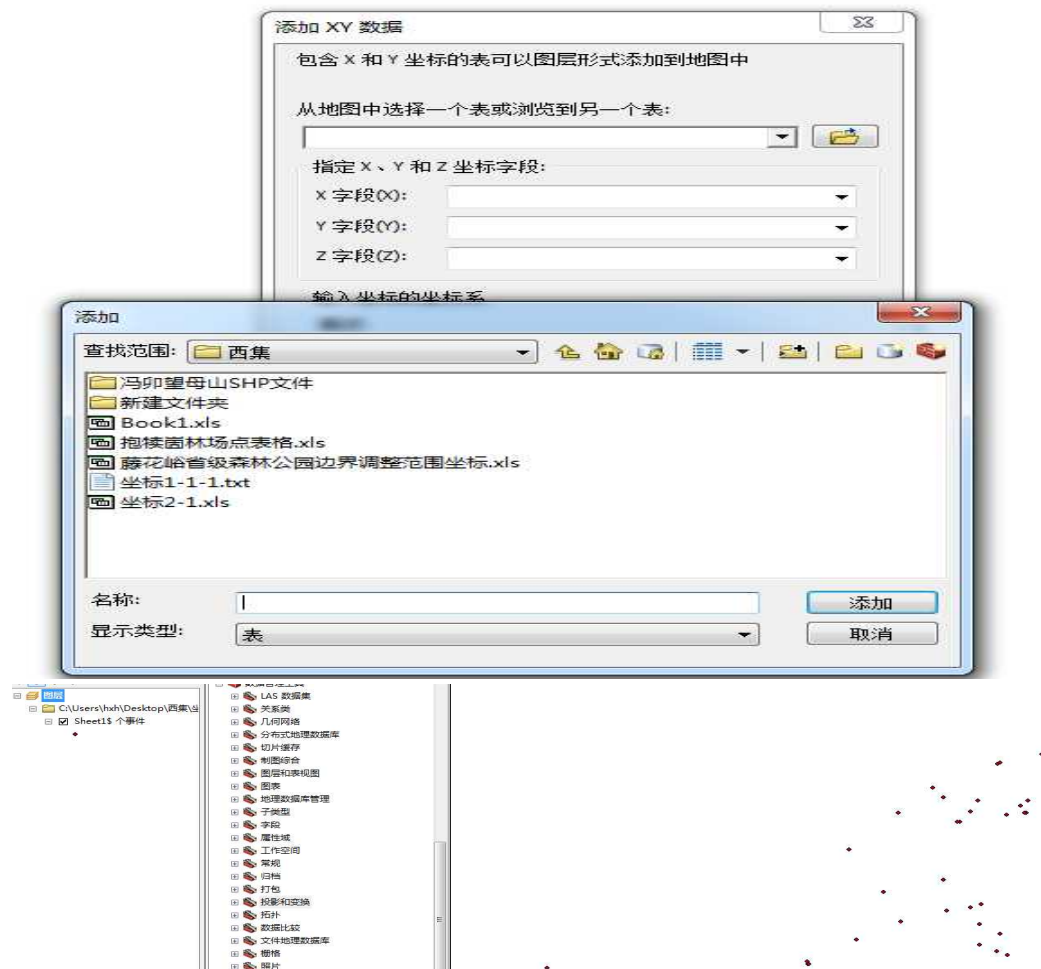 添加 XY 数据
包含 X 和 Y 坐标的表可以图层形式添加到地图中
从地图中选择一个表或浏览到另一个表:
指定 X、Y 和 Z 坐标字段:
X 字段(X):
Y 字段(Y):
Z 字段(Z):
输入坐标的坐标系
添加
查找范围: 西集
冯卯望母山SHP文件
新建文件夹
Book1.xls
抱犊崮林场点表格.xls
藤花峪省级森林公园边界调整范围坐标.xls
坐标1-1-1.txt
坐标2-1.xls
名称:
添加
显示类型: 表
取消
图层
C:\Users\hxh\Desktop\西集\
Sheet1$ 个事件
数据管理工具
LAS 数据集
关系类
几何网络
分布式地理数据库
切片缓存
制图综合
图层和表视图
图表
地理数据库管理
子类型
字段
属性域
工作空间
常规
归档
打包
投影和变换
拓扑
数据比较
文件地理数据库
栅格
照片